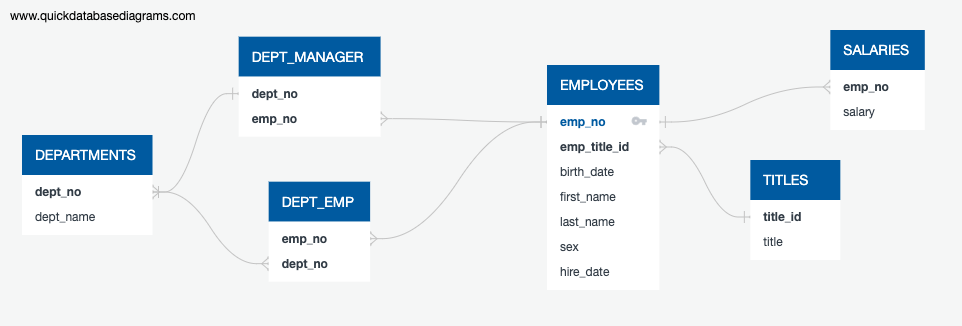 www.quickdatabasediagrams.com
DEPT_MANAGER
dept_no
emp_no
DEPARTMENTS
dept_no
dept_name
DEPT_EMP
emp_no
dept_no
EMPLOYEES
emp_no
emp_title_id
birth_date
first_name
last_name
sex
hire_date
SALARIES
emp_no
salary
TITLES
title_id
title